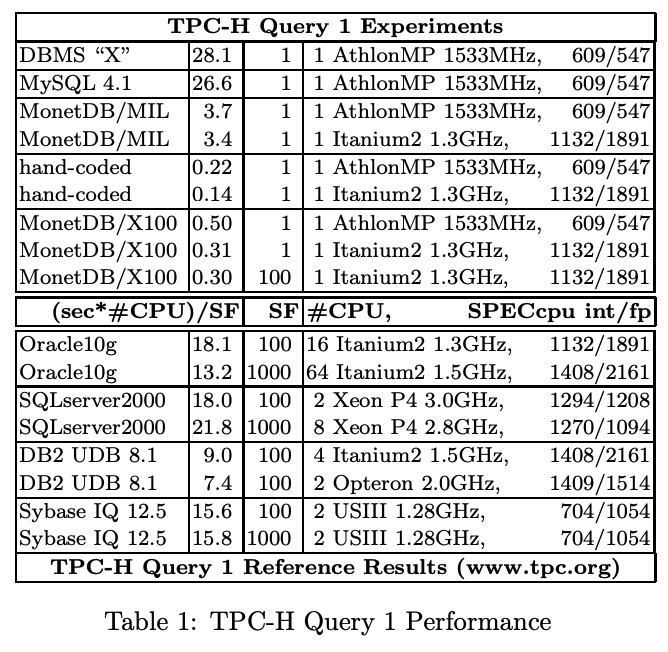 TPC-H Query 1 Experiments
DBMS “X” 28.1 1 1 AthlonMP 1533MHz, 609/547
MySQL 4.1 26.6 1 1 AthlonMP 1533MHz, 609/547
MonetDB/MIL 3.7 1 1 AthlonMP 1533MHz, 609/547
MonetDB/MIL 3.4 1 1 Itanium2 1.3GHz, 1132/1891
hand-coded 0.22 1 1 AthlonMP 1533MHz, 609/547
hand-coded 0.14 1 1 Itanium2 1.3GHz, 1132/1891
MonetDB/X100 0.50 1 1 AthlonMP 1533MHz, 609/547
MonetDB/X100 0.31 1 1 Itanium2 1.3GHz, 1132/1891
MonetDB/X100 0.30 100 1 Itanium2 1.3GHz, 1132/1891
(sec*#CPU)/SF SF #CPU, SPECcpu int/fp
Oracle10g 18.1 100 16 Itanium2 1.3GHz, 1132/1891
Oracle10g 13.2 1000 64 Itanium2 1.5GHz, 1408/2161
SQLserver2000 18.0 100 2 Xeon P4 3.0GHz, 1294/1208
SQLserver2000 21.8 1000 8 Xeon P4 2.8GHz, 1270/1094
DB2 UDB 8.1 9.0 100 4 Itanium2 1.5GHz, 1408/2161
DB2 UDB 8.1 7.4 100 2 Opteron 2.0GHz, 1409/1514
Sybase IQ 12.5 15.6 100 2 USIII 1.28GHz, 704/1054
Sybase IQ 12.5 15.8 1000 2 USIII 1.28GHz, 704/1054
TPC-H Query 1 Reference Results (www.tpc.org)
Table 1: TPC-H Query 1 Performance